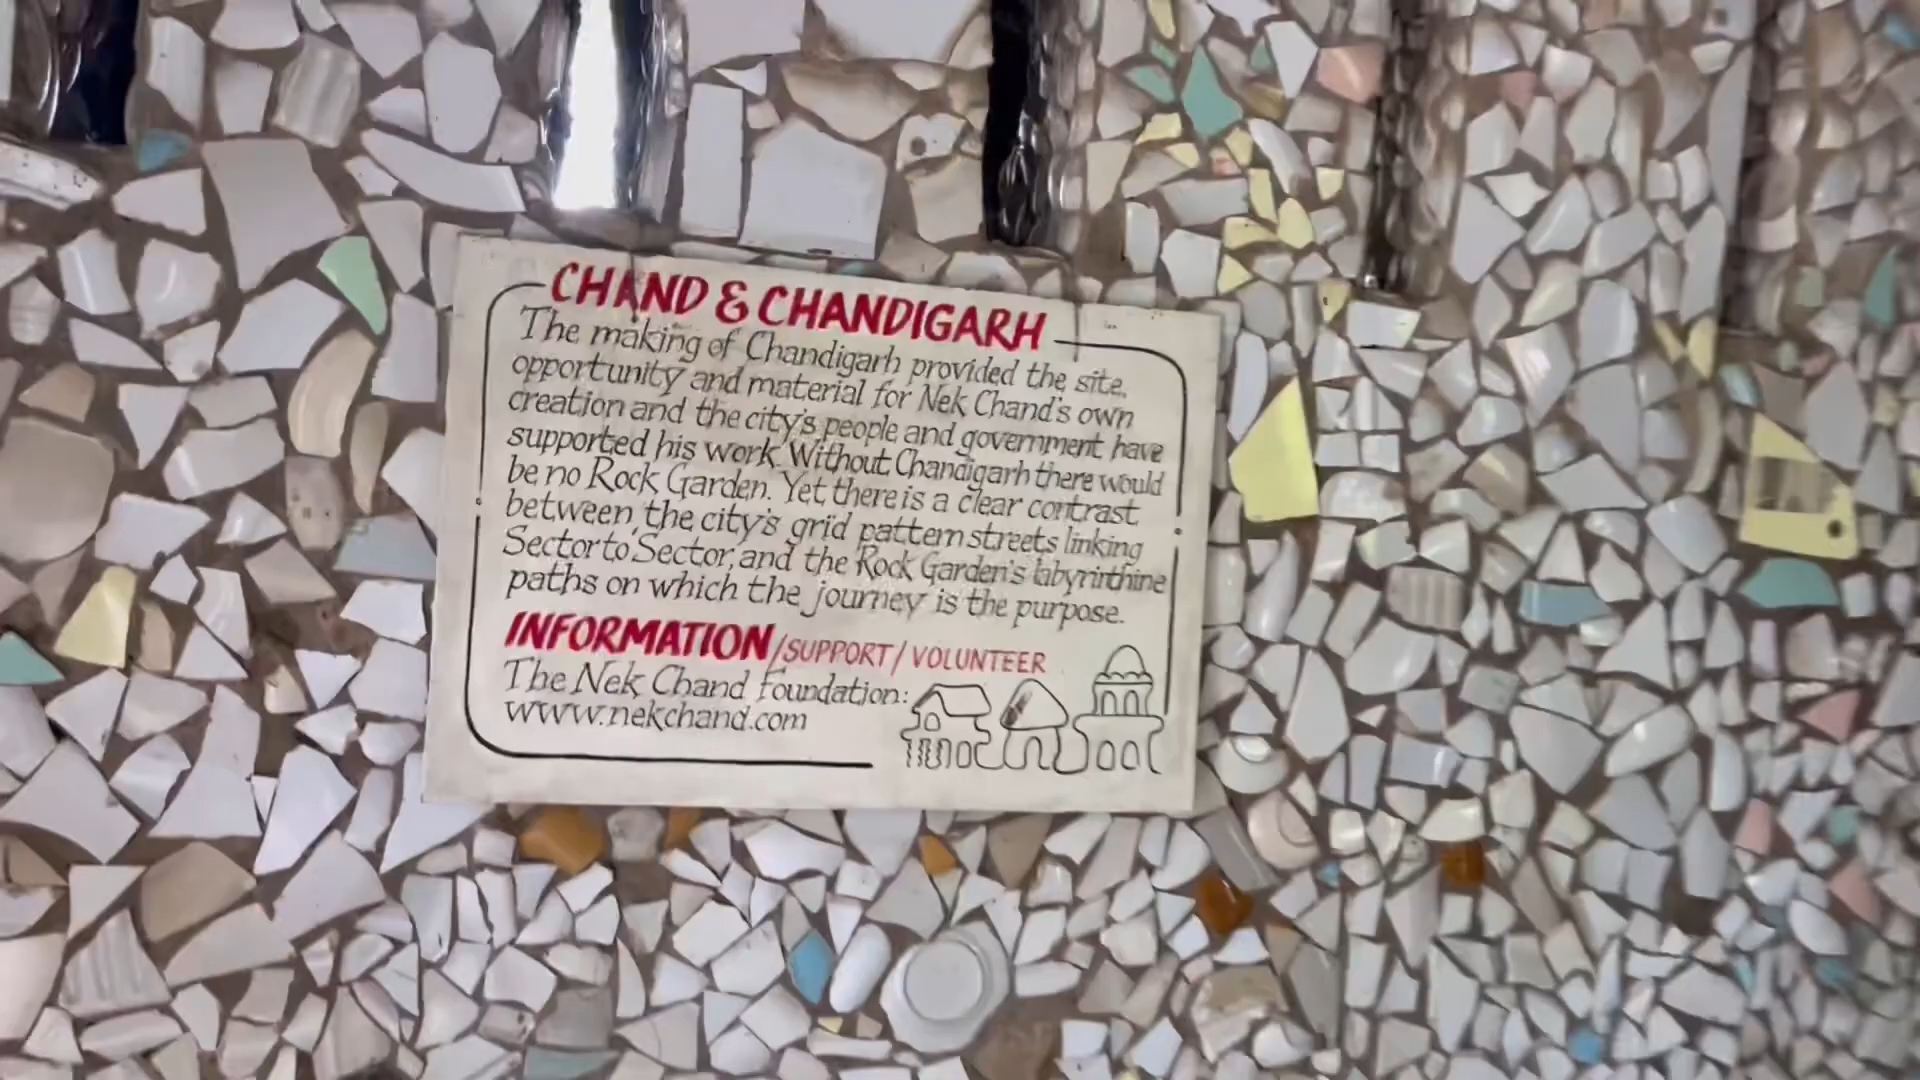 CHAND & CHANDIGARH
The making of Chandigarh provided the site,
opportunity and material for Nek Chand's own
creation and the city's people and government have
supported his work. Without Chandigarh there would
be no Rock Garden. Yet there is a clear contrast
between the city's grid pattern streets linking
Sector to Sector, and the Rock Garden's labyrinthine
paths on which the journey is the purpose.
INFORMATION/SUPPORT/VOLUNTEER
The Nek Chand Foundation:
www.nekchand.com